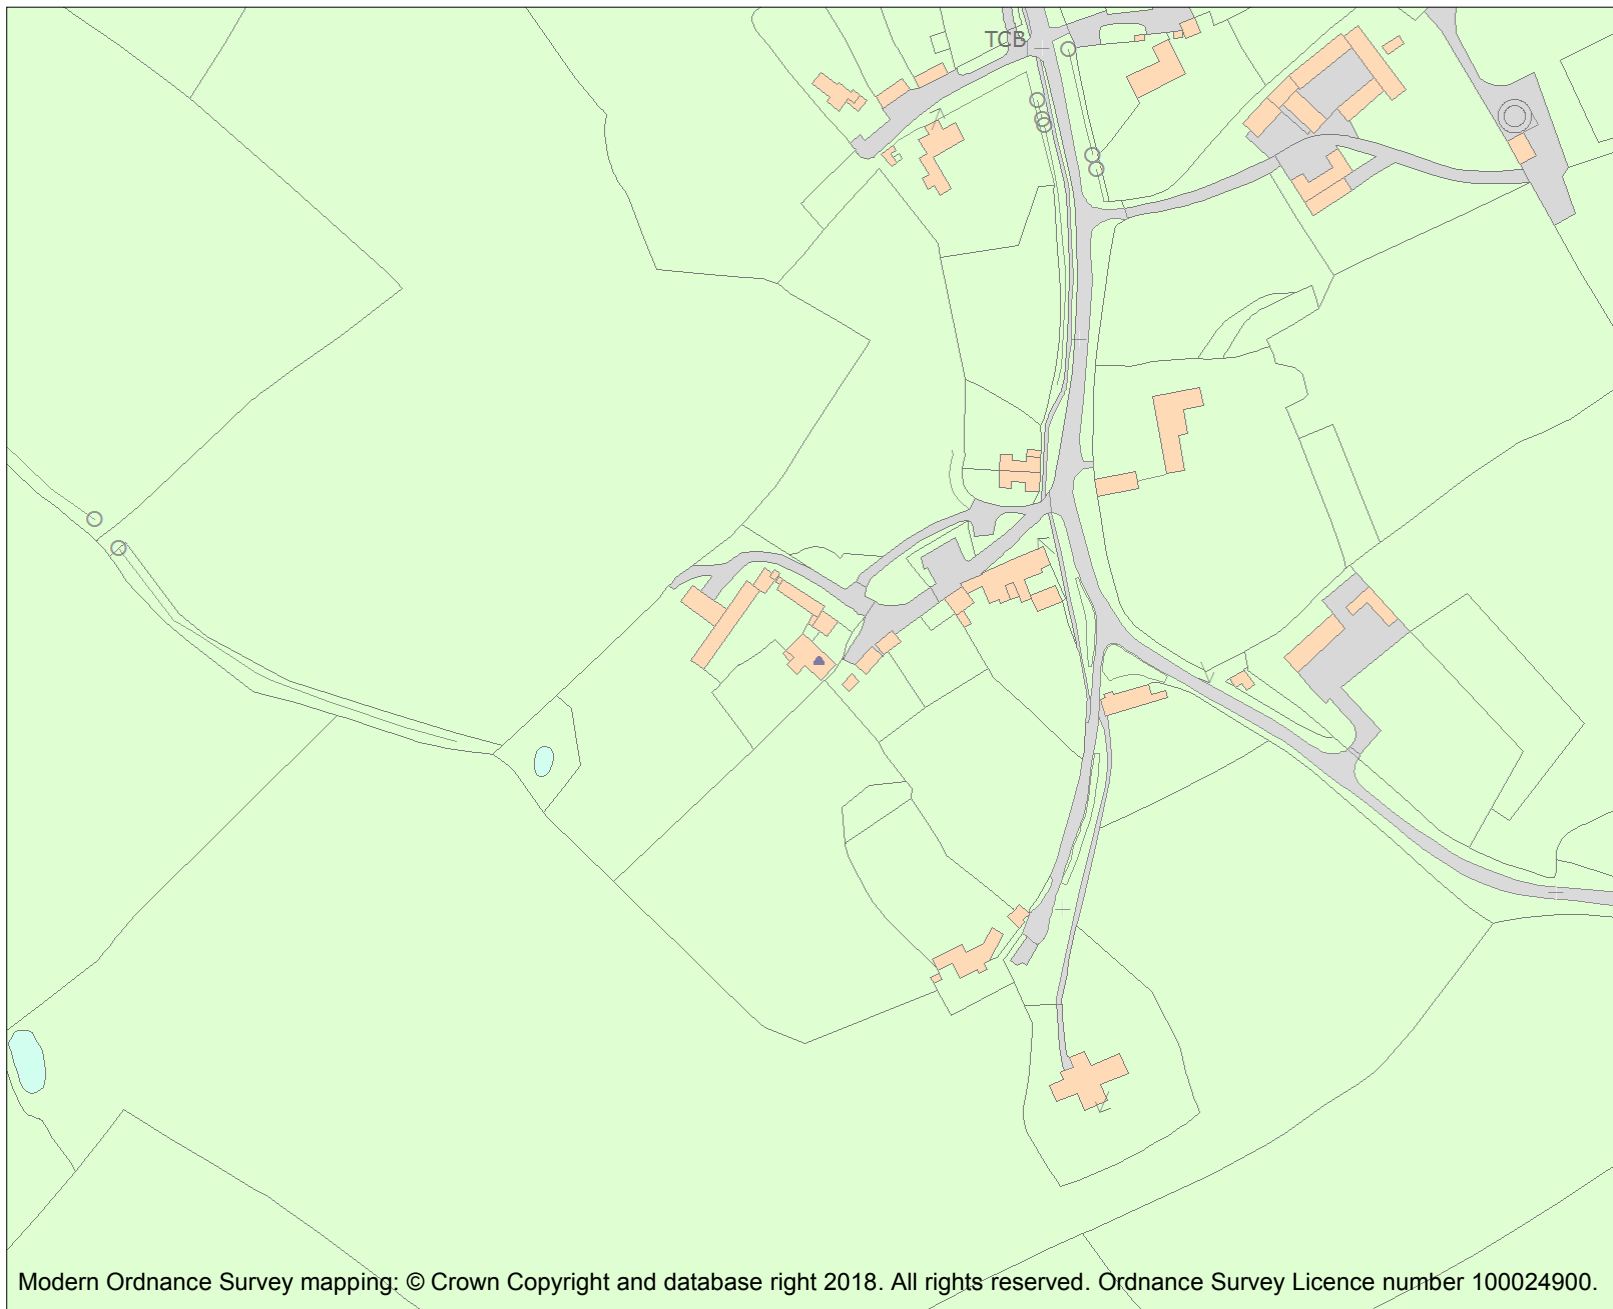 TCB
Modern Ordnance Survey mapping: © Crown Copyright and database right 2018. All rights reserved. Ordnance Survey Licence number 100024900.